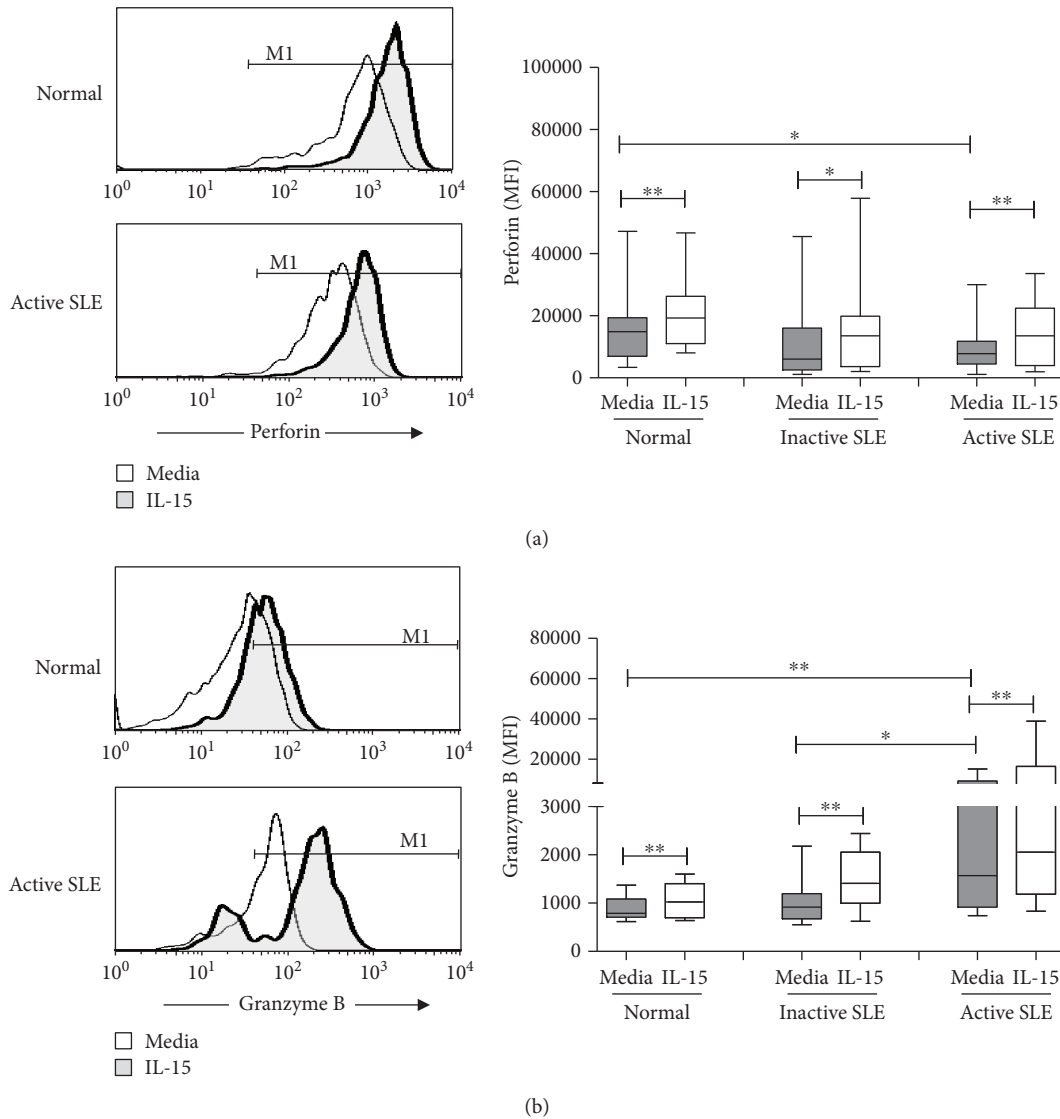 M1
Normal
10^0 10^1 10^2 10^3 10^4
M1
Active SLE
10^0 10^1 10^2 10^3 10^4
Perforin
Media
IL-15
Perforin (MFI)
100000
80000
60000
40000
20000
0
*
**
*
**
Media IL-15 Media IL-15 Media IL-15
Normal Inactive SLE Active SLE
(a)
Normal
M1
10^0 10^1 10^2 10^3 10^4
Active SLE
M1
10^0 10^1 10^2 10^3 10^4
Granzyme B
Media
IL-15
Granzyme B (MFI)
80000
60000
40000
20000
3000
2000
1000
0
**
**
*
**
**
Media IL-15 Media IL-15 Media IL-15
Normal Inactive SLE Active SLE
(b)